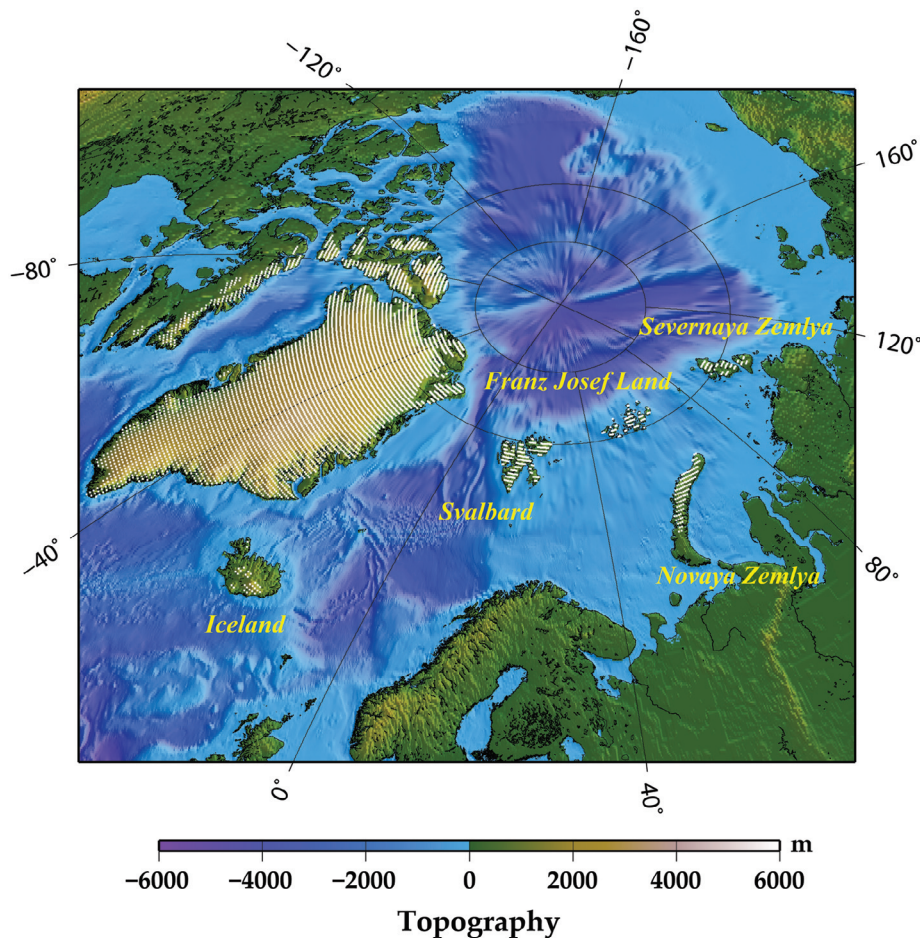 −120°
−160°
160°
−80°
Severnaya Zemlya
120°
Franz Josef Land
Svalbard
−40°
80°
Novaya Zemlya
Iceland
0°
40°
m
−6000 −4000 −2000 0 2000 4000 6000
Topography